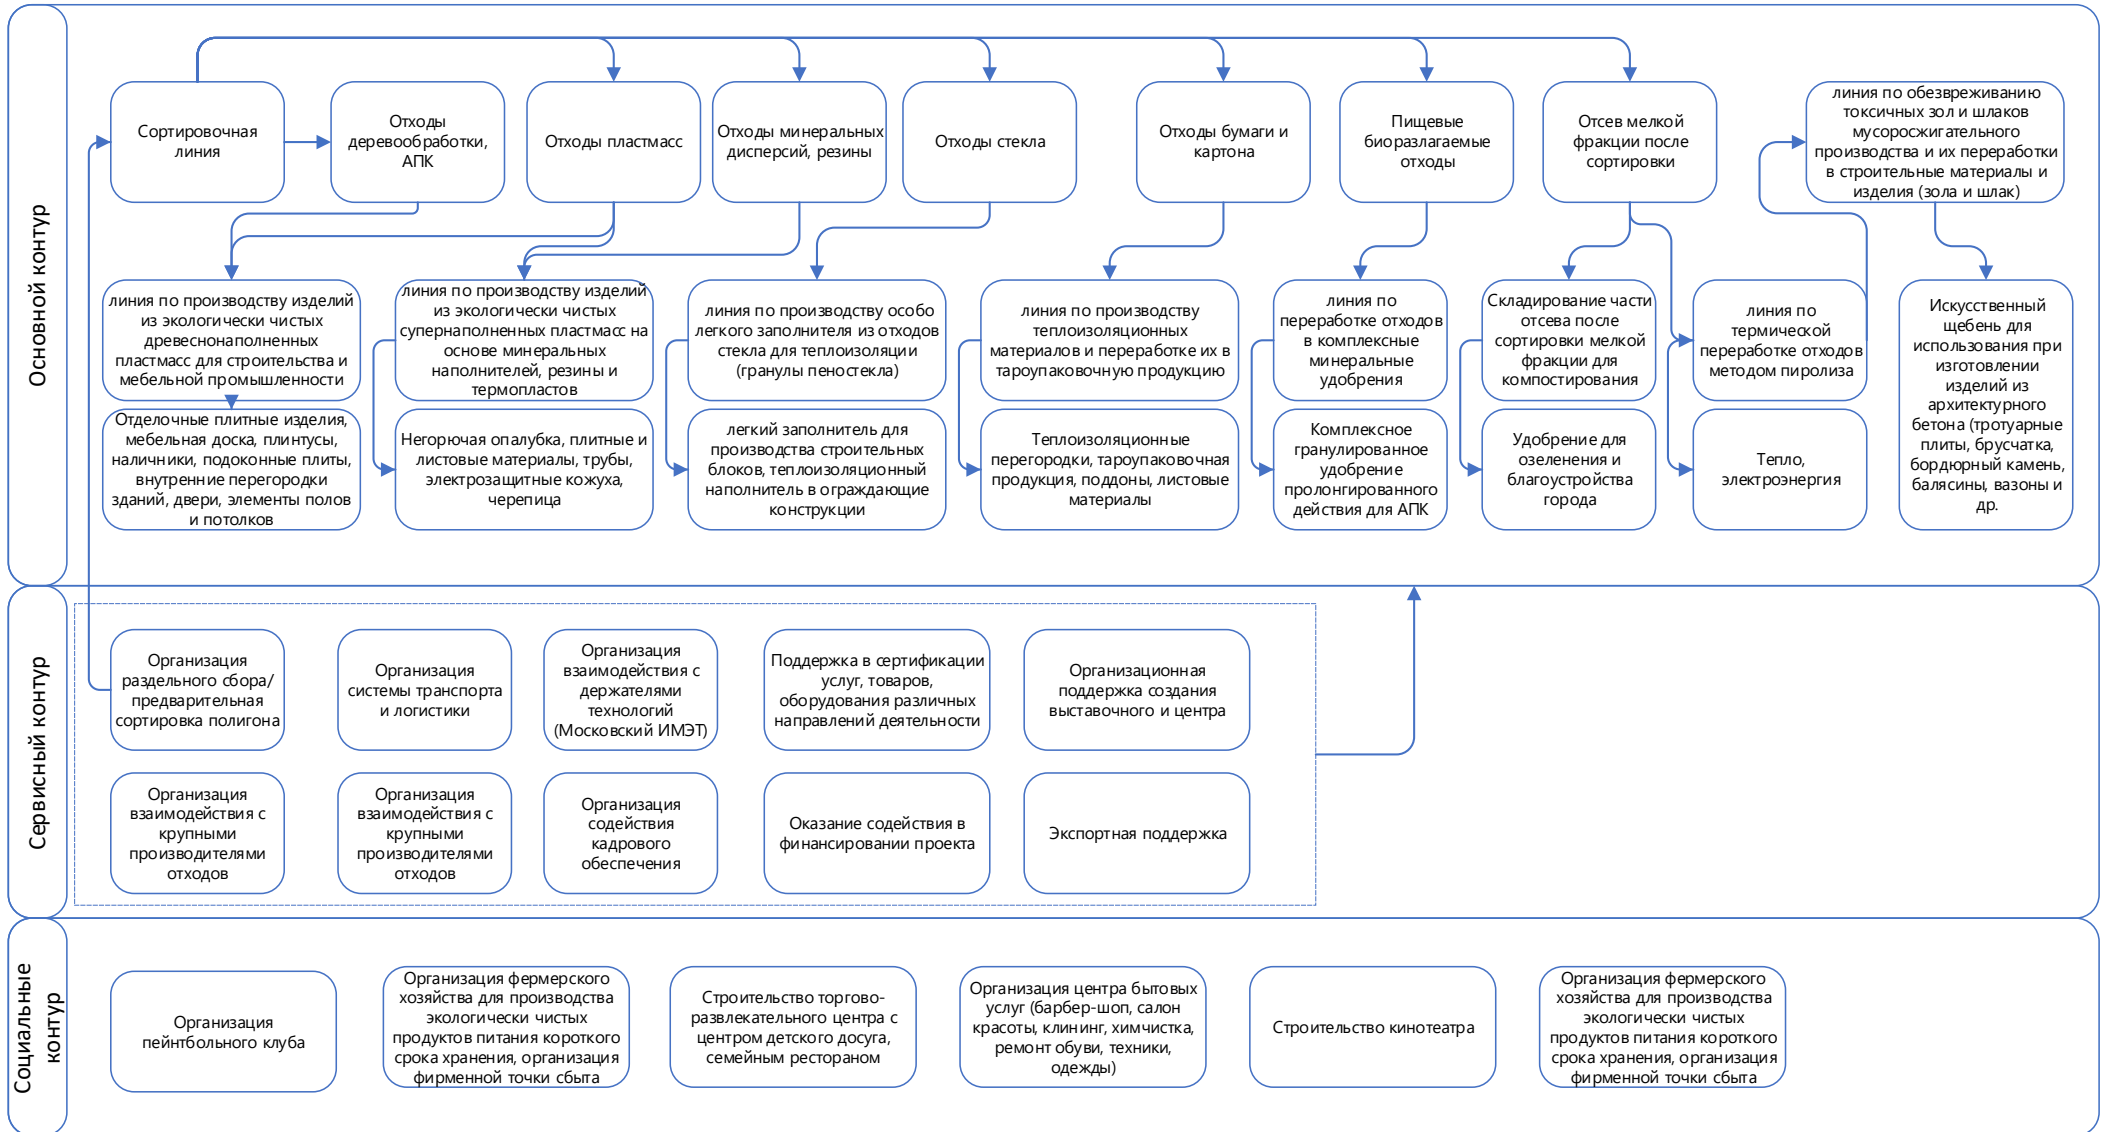 Основной контур
Сортировочная
линия
Отходы
деревообработки,
АПК
Отходы пластмасс
Отходы минеральных
дисперсий, резины
Отходы стекла
Отходы бумаги и
картона
Пищевые
биоразлагаемые
отходы
Отсев мелкой
фракции после
сортировки
линия по обезвреживанию
токсичных зол и шлаков
мусоросжигательного
производства и их переработки
в строительные материалы и
изделия (зола и шлак)
линия по производству изделий
из экологически чистых
древеснонаполненных
пластмасс для строительства и
мебельной промышленности
линия по производству изделий
из экологически чистых
супернаполненных пластмасс на
основе минеральных
наполнителей, резины и
термопластов
линия по производству особо
легкого заполнителя из отходов
стекла для теплоизоляции
(гранулы пеностекла)
линия по производству
теплоизоляционных
материалов и переработке их в
тароупаковочную продукцию
линия по
переработке отходов
в комплексные
минеральные
удобрения
Складирование части
отсева после
сортировки мелкой
фракции для
компостирования
линия по
термической
переработке отходов
методом пиролиза
Искусственный
щебень для
использования при
изготовлении
изделий из
архитектурного
бетона (тротуарные
плиты, брусчатка,
бордюрный камень,
балясины, вазоны и
др.
Отделочные плитные изделия,
мебельная доска, плинтусы,
наличники, подоконные плиты,
внутренние перегородки
зданий, двери, элементы полов
и потолков
Негорючая опалубка, плитные и
листовые материалы, трубы,
электрозащитные кожуха,
черепица
легкий заполнитель для
производства строительных
блоков, теплоизоляционный
наполнитель в ограждающие
конструкции
Теплоизоляционные
перегородки, тароупаковочная
продукция, поддоны, листовые
материалы
Комплексное
гранулированное
удобрение
пролонгированного
действия для АПК
Удобрение для
озеленения и
благоустройства
города
Тепло,
электроэнергия
Сервисный контур
Организация
раздельного сбора/
предварительная
сортировка полигона
Организация
системы транспорта
и логистики
Организация
взаимодействия с
держателями
технологий
(Московский ИМЭТ)
Поддержка в сертификации
услуг, товаров,
оборудования различных
направлений деятельности
Организационная
поддержка создания
выставочного и центра
Организация
взаимодействия с
крупными
производителями
отходов
Организация
взаимодействия с
крупными
производителями
отходов
Организация
содействия
кадрового
обеспечения
Оказание содействия в
финансировании проекта
Экспортная поддержка
Социальные
контур
Организация
пейнтбольного клуба
Организация фермерского
хозяйства для производства
экологически чистых
продуктов питания короткого
срока хранения, организация
фирменной точки сбыта
Строительство торгово-
развлекательного центра с
центром детского досуга,
семейным рестораном
Организация центра бытовых
услуг (барбер-шоп, салон
красоты, клининг, химчистка,
ремонт обуви, техники,
одежды)
Строительство кинотеатра
Организация фермерского
хозяйства для производства
экологически чистых
продуктов питания короткого
срока хранения, организация
фирменной точки сбыта